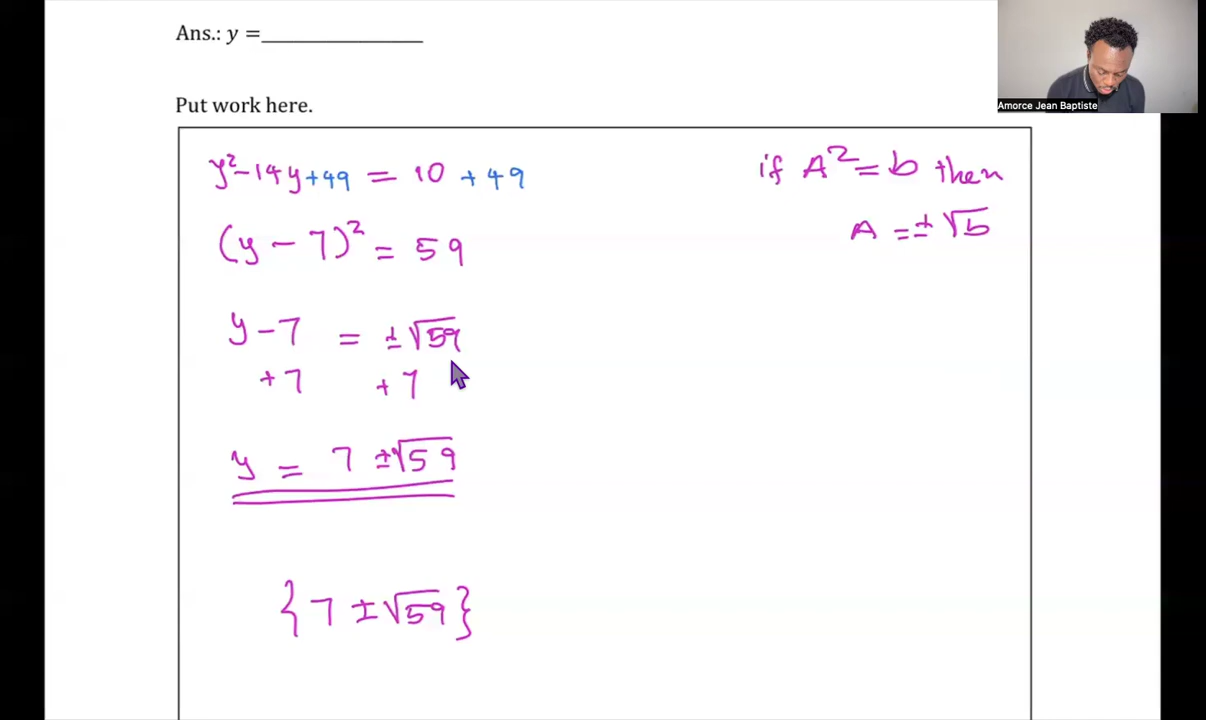 Ans.: y =_______________
Amorce Jean Baptiste
Put work here.
y² - 14y + 49 = 10 + 49
(y - 7)² = 59
y - 7 = ±√59
+7 +7
y = 7 ±√59
{7 ±√59}
if A² = b then
A = ±√b